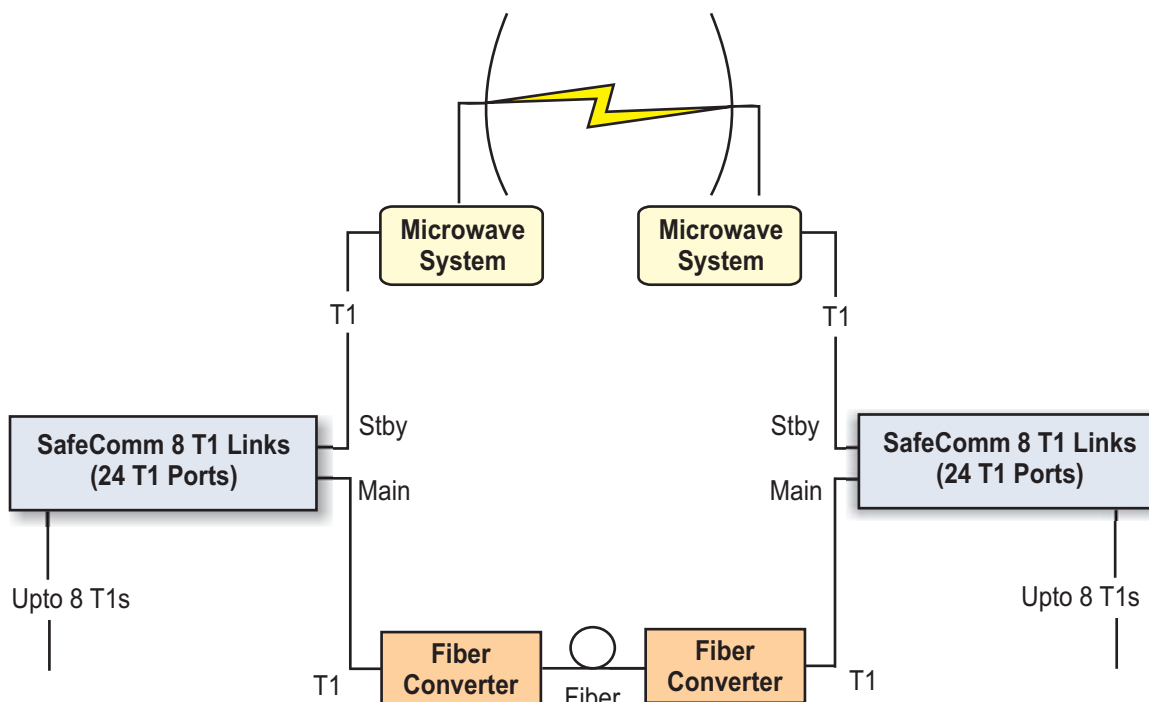 Microwave
System
Microwave
System
T1
T1
Stby
Stby
SafeComm 8 T1 Links
(24 T1 Ports)
SafeComm 8 T1 Links
(24 T1 Ports)
Main
Main
Upto 8 T1s
Upto 8 T1s
Fiber
Converter
Fiber
Converter
T1
Fiber
T1